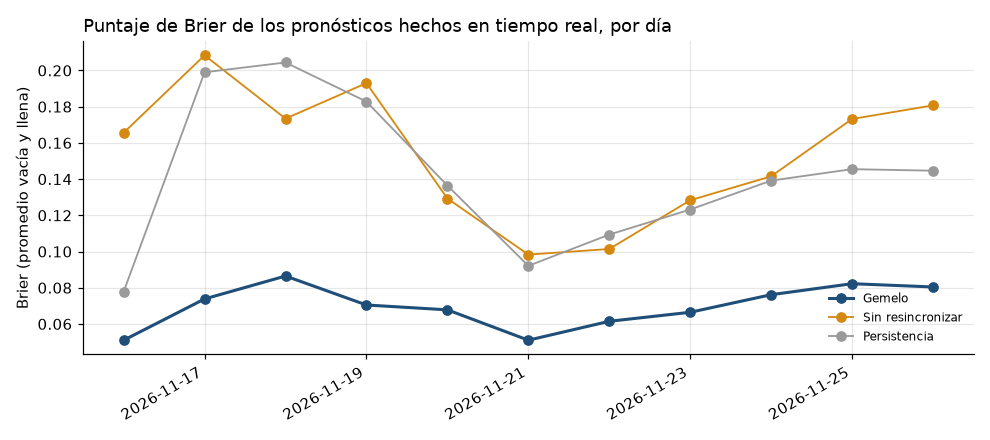 Puntaje de Brier de los pronósticos hechos en tiempo real, por día
Brier (promedio vacía y llena)
0.20
0.18
0.16
0.14
0.12
0.10
0.08
0.06
Gemelo
Sin resincronizar
Persistencia
2026-11-17
2026-11-19
2026-11-21
2026-11-23
2026-11-25